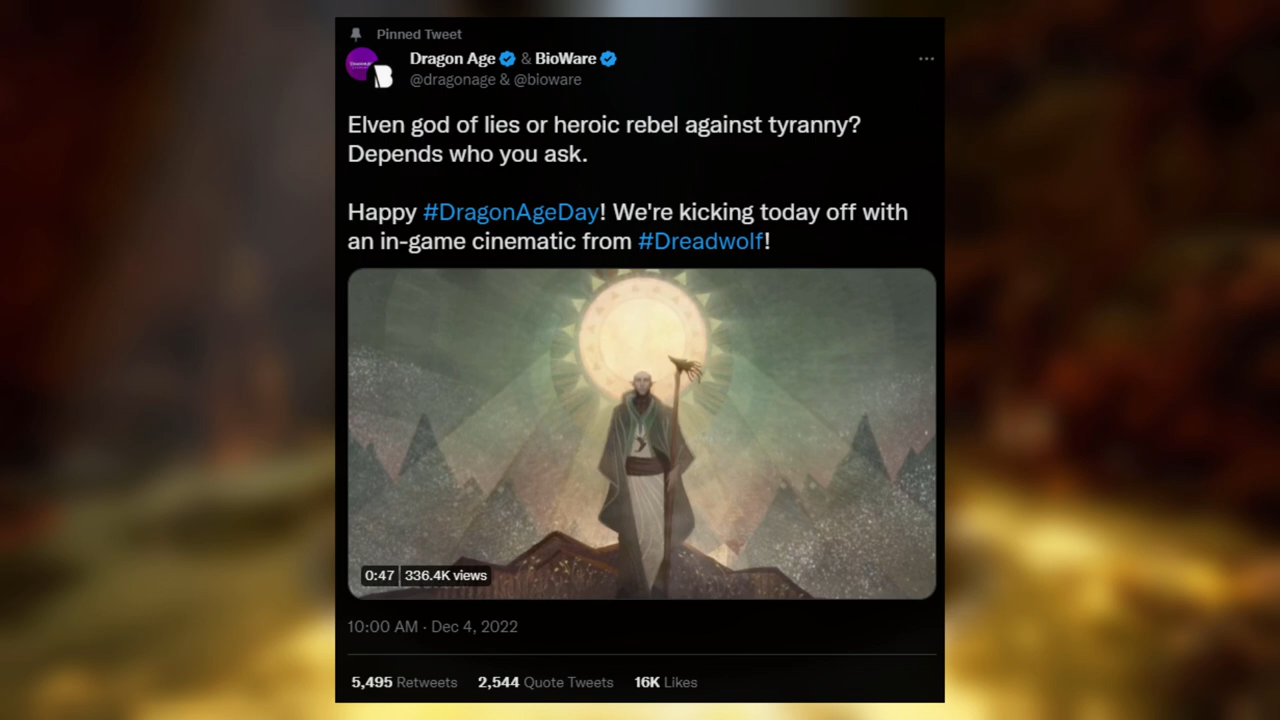 Pinned Tweet
Dragon Age & BioWare
@dragonage & @bioware
Elven god of lies or heroic rebel against tyranny?
Depends who you ask.
Happy #DragonAgeDay! We're kicking today off with
an in-game cinematic from #Dreadwolf!
0:47 336.4K views
10:00 AM · Dec 4, 2022
5,495 Retweets 2,544 Quote Tweets 16K Likes